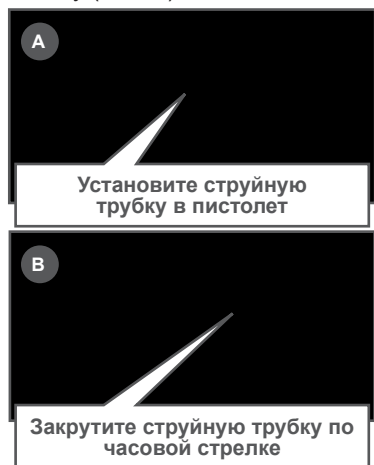 A
Установите струйную
трубку в пистолет
B
Закрутите струйную трубку по
часовой стрелке